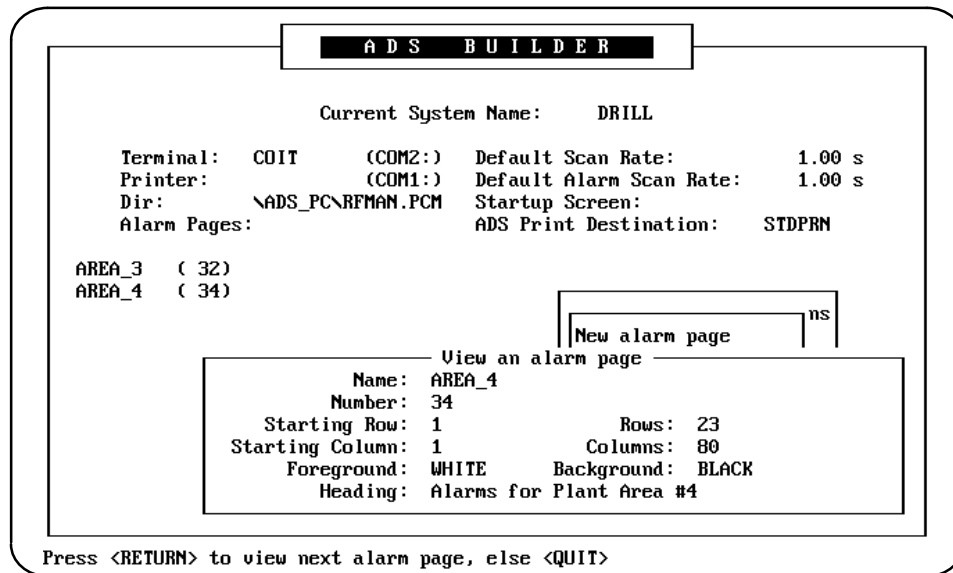 ADS BUILDER
Current System Name: DRILL
Terminal: COIT (COM2:) Default Scan Rate: 1.00 s
Printer: (COM1:) Default Alarm Scan Rate: 1.00 s
Dir: \ADS_PC\RFMAN.PCM Startup Screen:
Alarm Pages: ADS Print Destination: STDPRN
AREA_3 ( 32)
AREA_4 ( 34)
ns
New alarm page
View an alarm page
Name: AREA_4
Number: 34
Starting Row: 1 Rows: 23
Starting Column: 1 Columns: 80
Foreground: WHITE Background: BLACK
Heading: Alarms for Plant Area #4
Press <RETURN> to view next alarm page, else <QUIT>